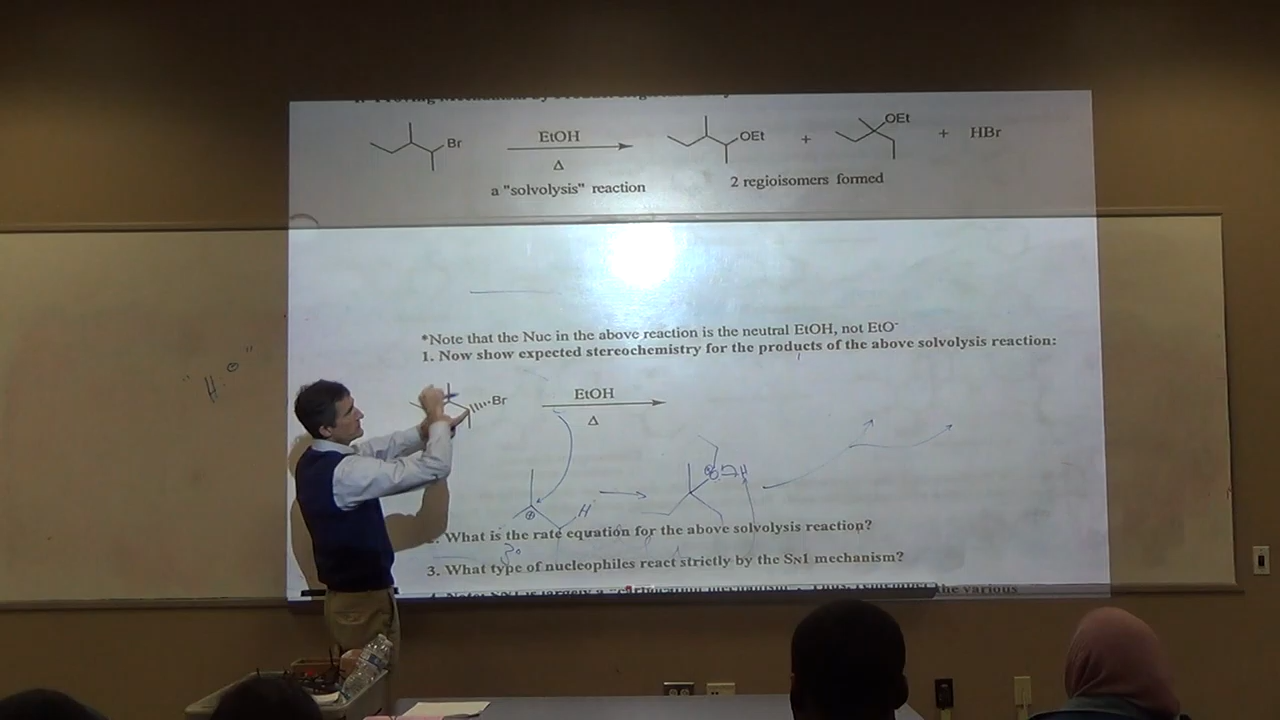 Br
EtOH
Δ
OEt
+
OEt
+ HBr
a "solvolysis" reaction
2 regioisomers formed
*Note that the Nuc in the above reaction is the neutral EtOH, not EtO-
1. Now show expected stereochemistry for the products of the above solvolysis reaction:
"H⊕"
Br
EtOH
Δ
⊕
H
H
3°
What is the rate equation for the above solvolysis reaction?
3. What type of nucleophiles react strictly by the SN1 mechanism?
the various